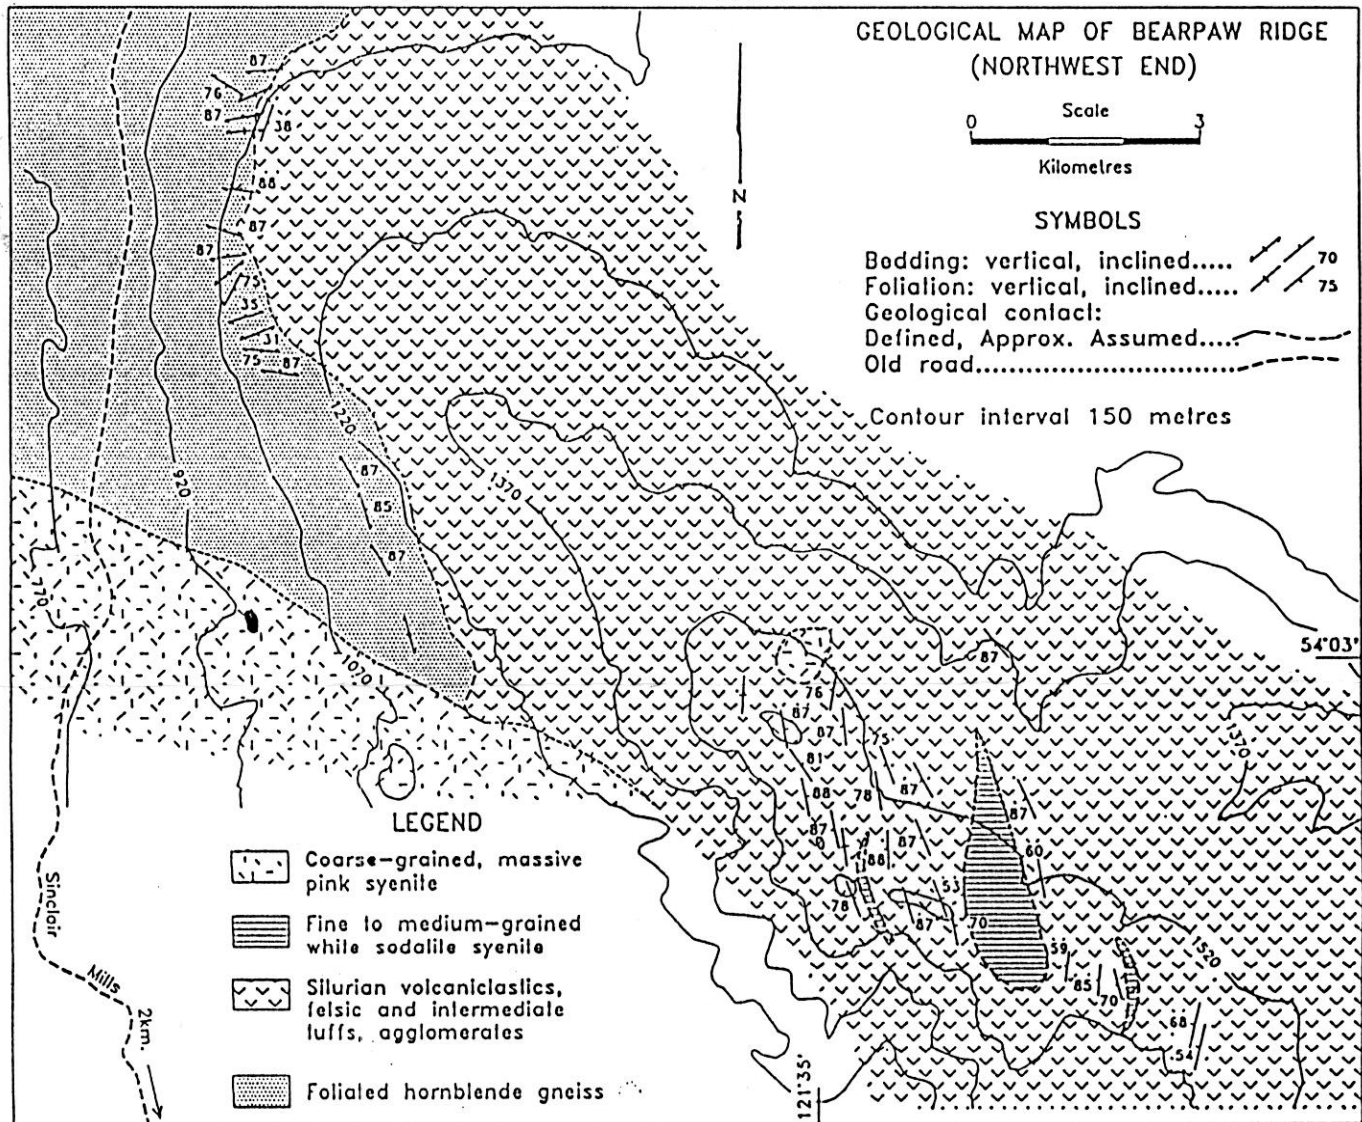 GEOLOGICAL MAP OF BEARPAW RIDGE
(NORTHWEST END)
Scale
0 3
Kilometres
N
SYMBOLS
Bedding: vertical, inclined..... 70
Foliation: vertical, inclined..... 75
Geological contact:
Defined, Approx. Assumed.....
Old road...............................
Contour interval 150 metres
87
76
87
38
88
87
87
75
35
31
75 87
1220
87
85
87
920
770
1070
1370
87
54°03'
1370
76
87
87
75
81
88
78
87
87
87
87
88
60
53
78
87
70
59
85
70
1520
68
54
121°35'
Sinclair
Mills
2km.
LEGEND
Coarse-grained, massive
pink syenite
Fine to medium-grained
white sodalite syenite
Silurian volcaniclastics,
felsic and intermediate
tuffs, agglomerates
Foliated hornblende gneiss